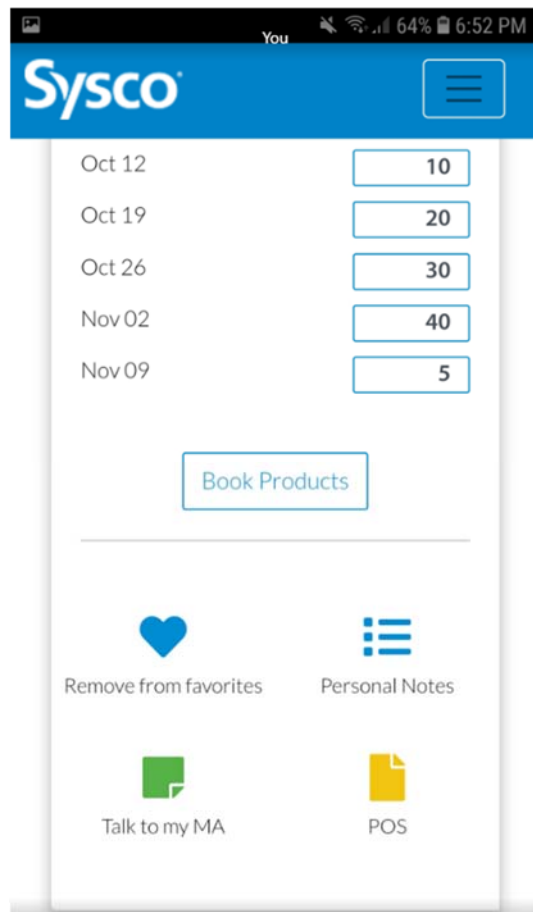 You
64% 6:52 PM
Sysco
Oct 12 10
Oct 19 20
Oct 26 30
Nov 02 40
Nov 09 5
Book Products
Remove from favorites Personal Notes
Talk to my MA POS